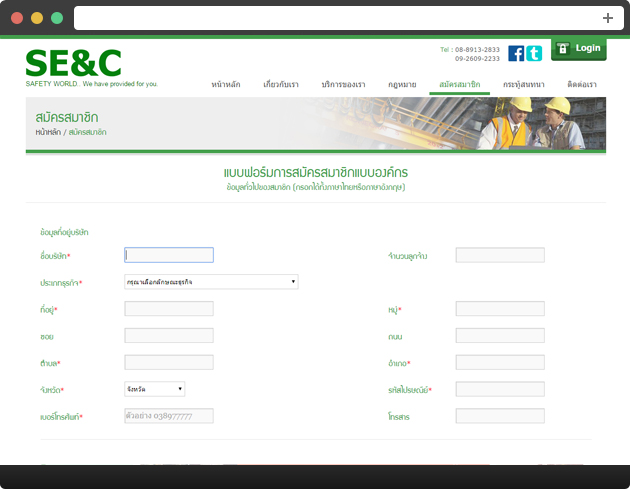 Tel : 08-8913-2833
09-2609-2233
Login
SE&C
SAFETY WORLD. We have provided for you.
หน้าหลัก เกี่ยวกับเรา บริการของเรา กฎหมาย สมัครสมาชิก กระทู้สนทนา ติดต่อเรา
สมัครสมาชิก
หน้าหลัก / สมัครสมาชิก
แบบฟอร์มการสมัครสมาชิกแบบองค์กร
ข้อมูลทั่วไปของสมาชิก (กรอกได้ทั้งภาษาไทยหรือภาษาอังกฤษ)
ข้อมูลที่อยู่บริษัท
ชื่อบริษัท* จำนวนลูกจ้าง
ประเภทธุรกิจ* กรุณาเลือกลักษณะธุรกิจ
ที่อยู่* หมู่*
ซอย ถนน
ตำบล* อำเภอ*
จังหวัด* จังหวัด รหัสไปรษณีย์*
เบอร์โทรศัพท์* ตัวอย่าง 038977777 โทรสาร